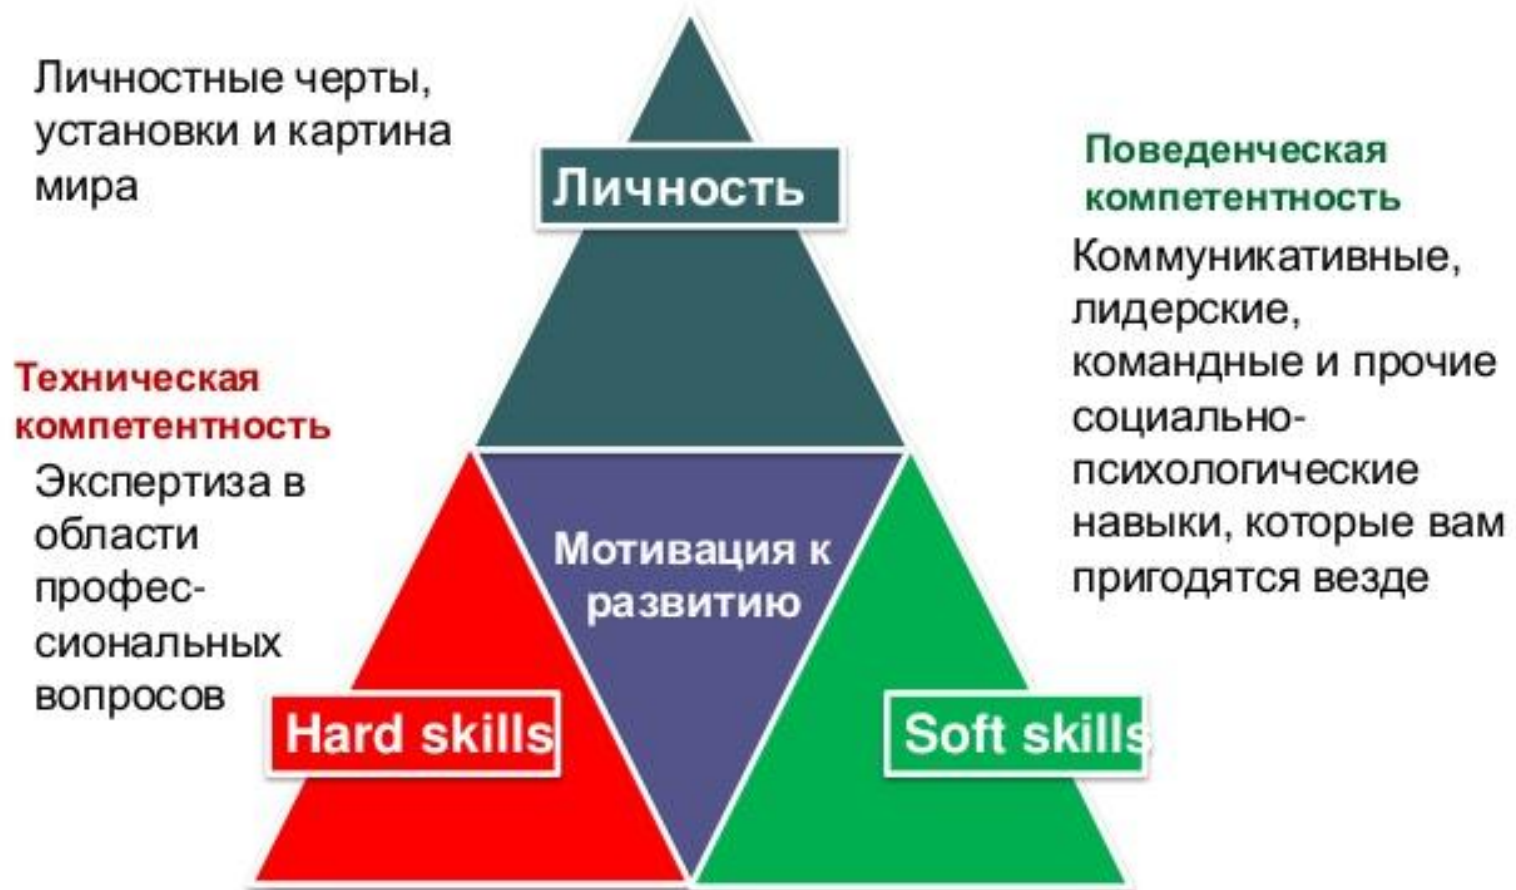 Личностные черты,
установки и картина
мира
Личность
Поведенческая
компетентность
Коммуникативные,
лидерские,
командные и прочие
социально-
психологические
навыки, которые вам
пригодятся везде
Техническая
компетентность
Экспертиза в
области
профес-
сиональных
вопросов
Мотивация к
развитию
Hard skills
Soft skills